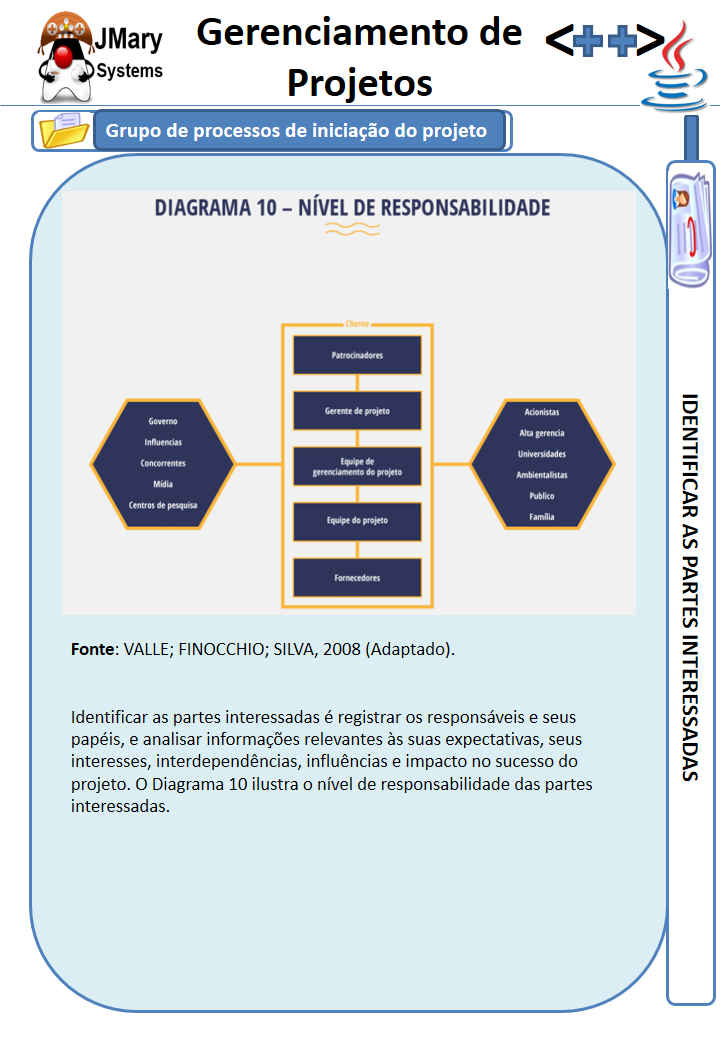 JMary
Systems
Gerenciamento de
Projetos
<++>
Grupo de processos de iniciação do projeto
DIAGRAMA 10 – NÍVEL DE RESPONSABILIDADE
Cliente
Patrocinadores
Gerente de projeto
Equipe de
gerenciamento do projeto
Equipe do projeto
Fornecedores
Governo
Influencias
Concorrentes
Mídia
Centros de pesquisa
Acionistas
Alta gerencia
Universidades
Ambientalistas
Publico
Família
IDENTIFICAR AS PARTES INTERESSADAS
Fonte: VALLE; FINOCCHIO; SILVA, 2008 (Adaptado).
Identificar as partes interessadas é registrar os responsáveis e seus
papéis, e analisar informações relevantes às suas expectativas, seus
interesses, interdependências, influências e impacto no sucesso do
projeto. O Diagrama 10 ilustra o nível de responsabilidade das partes
interessadas.